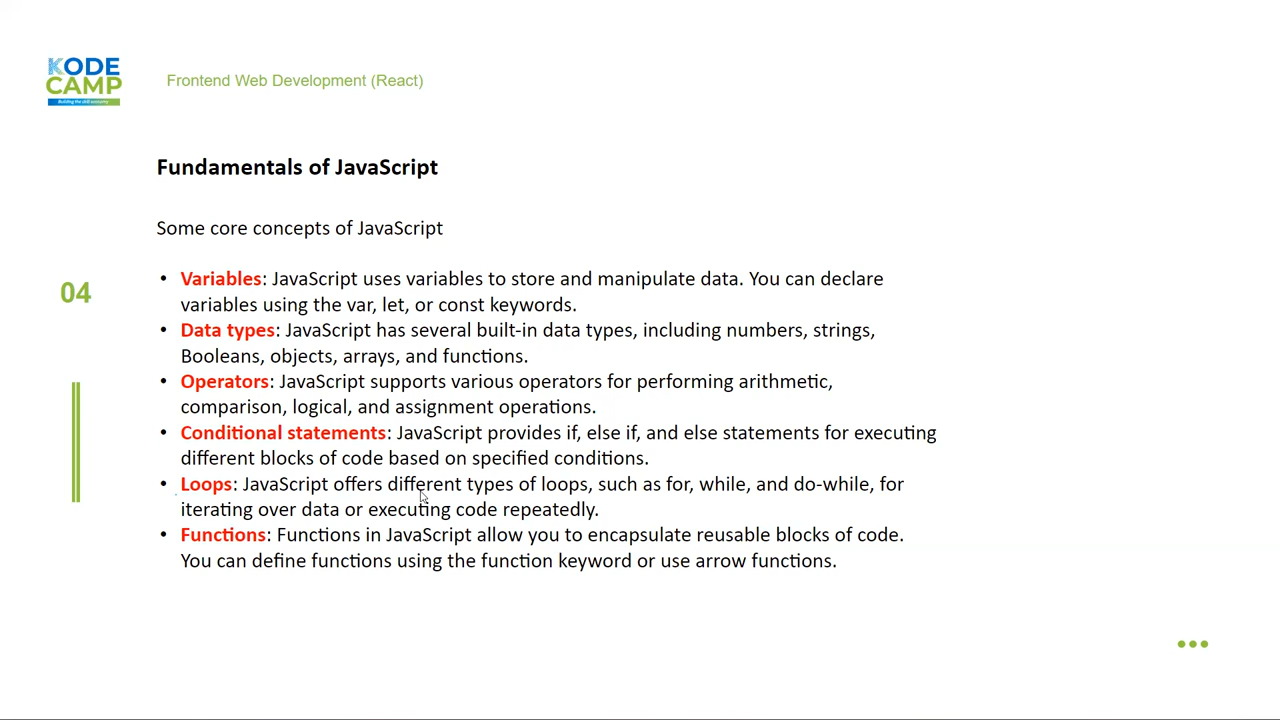 KODE
CAMP
Building the skill economy
Frontend Web Development (React)
Fundamentals of JavaScript
Some core concepts of JavaScript
04
• Variables: JavaScript uses variables to store and manipulate data. You can declare
variables using the var, let, or const keywords.
• Data types: JavaScript has several built-in data types, including numbers, strings,
Booleans, objects, arrays, and functions.
• Operators: JavaScript supports various operators for performing arithmetic,
comparison, logical, and assignment operations.
• Conditional statements: JavaScript provides if, else if, and else statements for executing
different blocks of code based on specified conditions.
• Loops: JavaScript offers different types of loops, such as for, while, and do-while, for
iterating over data or executing code repeatedly.
• Functions: Functions in JavaScript allow you to encapsulate reusable blocks of code.
You can define functions using the function keyword or use arrow functions.